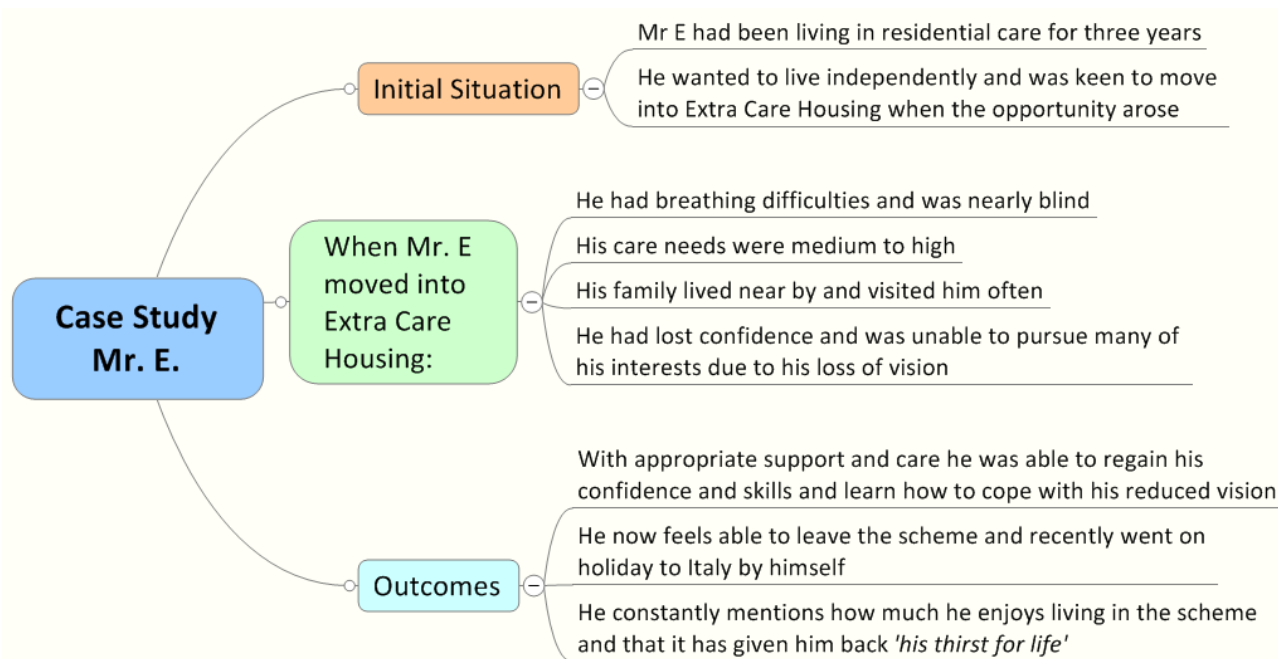 Mr E had been living in residential care for three years
Initial Situation
He wanted to live independently and was keen to move
into Extra Care Housing when the opportunity arose
He had breathing difficulties and was nearly blind
When Mr. E
moved into
Extra Care
Housing:
His care needs were medium to high
His family lived near by and visited him often
He had lost confidence and was unable to pursue many of
his interests due to his loss of vision
Case Study
Mr. E.
With appropriate support and care he was able to regain his
confidence and skills and learn how to cope with his reduced vision
Outcomes
He now feels able to leave the scheme and recently went on
holiday to Italy by himself
He constantly mentions how much he enjoys living in the scheme
and that it has given him back 'his thirst for life'